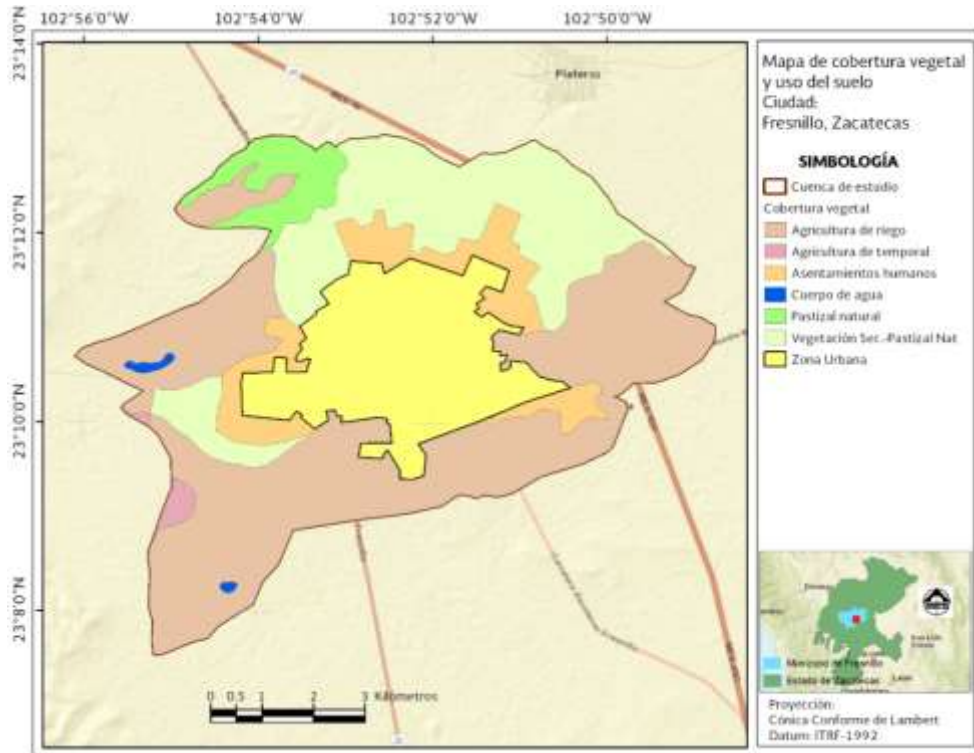 102°56'0"W
102°54'0"W
102°52'0"W
102°50'0"W
23°14'0"N
23°12'0"N
23°10'0"N
23°8'0"N
Plateros
0 0.5 1 2 3 Kilómetros
Mapa de cobertura vegetal
y uso del suelo
Ciudad:
Fresnillo, Zacatecas
SIMBOLOGÍA
Cuenca de estudio
Cobertura vegetal
Agricultura de riego
Agricultura de temporal
Asentamientos humanos
Cuerpo de agua
Pastizal natural
Vegetación Sec.-Pastizal Nat
Zona Urbana
Municipio de Fresnillo
Estado de Zacatecas
Proyección:
Cónica Conforme de Lambert
Datum: ITRF-1992